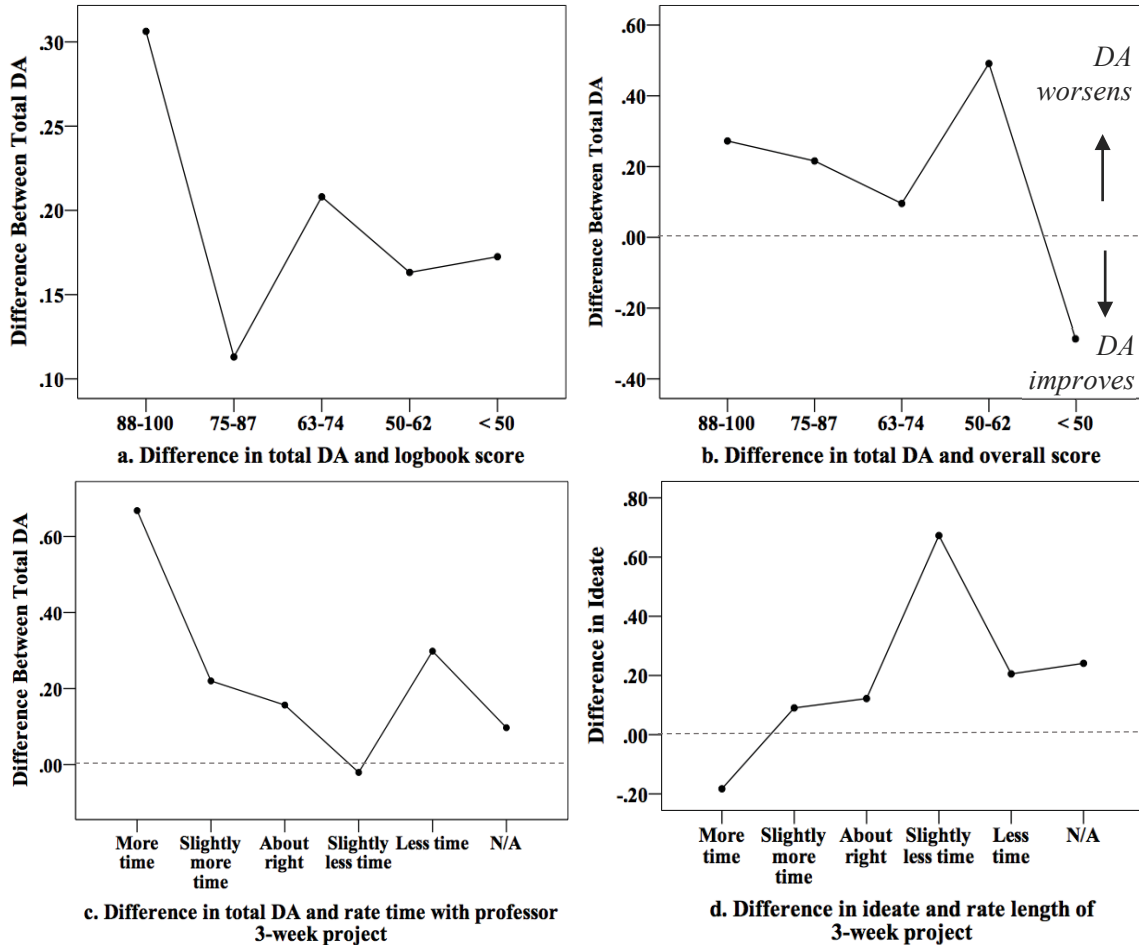 Difference Between Total DA
.30
.25
.20
.15
.10
88-100
75-87
63-74
50-62
< 50
a. Difference in total DA and logbook score
Difference Between Total DA
.60
.40
.20
.00
-.20
-.40
DA
worsens
DA
improves
88-100
75-87
63-74
50-62
< 50
b. Difference in total DA and overall score
Difference Between Total DA
.60
.40
.20
.00
More
time
Slightly
more
time
About
right
Slightly
less time
Less time
N/A
c. Difference in total DA and rate time with professor
3-week project
Difference in Ideate
.80
.60
.40
.20
.00
-.20
More
time
Slightly
more
time
About
right
Slightly
less time
Less
time
N/A
d. Difference in ideate and rate length of
3-week project